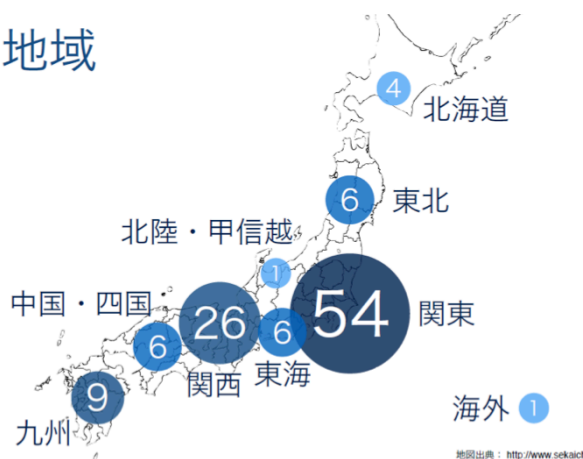 地域
4
北海道
6
東北
北陸・甲信越
1
54
関東
中国・四国
26
6
6
関西
東海
9
九州
海外 1
地図出典： http://www.sekaich